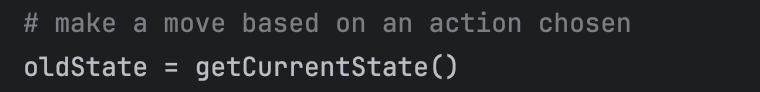 # make a move based on an action chosen
oldState = getCurrentState()